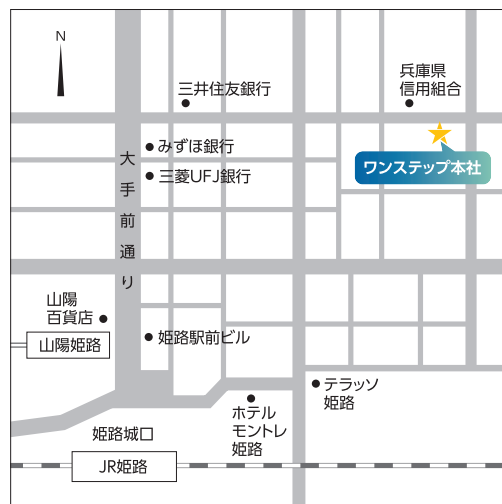 N
三井住友銀行
兵庫県
信用組合
みずほ銀行
三菱UFJ銀行
ワンステップ本社
大手前通り
山陽
百貨店
山陽姫路
姫路駅前ビル
テラッソ
姫路
ホテル
モントレ
姫路
姫路城口
JR姫路